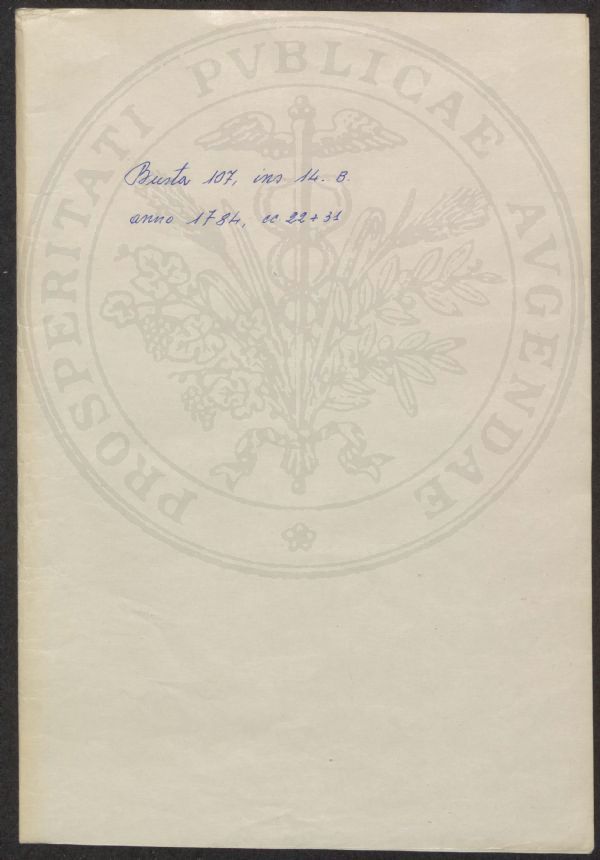 PROSPERITATI PVBLICAE AVGENDAE
Busta 107, ins 14. B.
anno 1784, cc 22+31